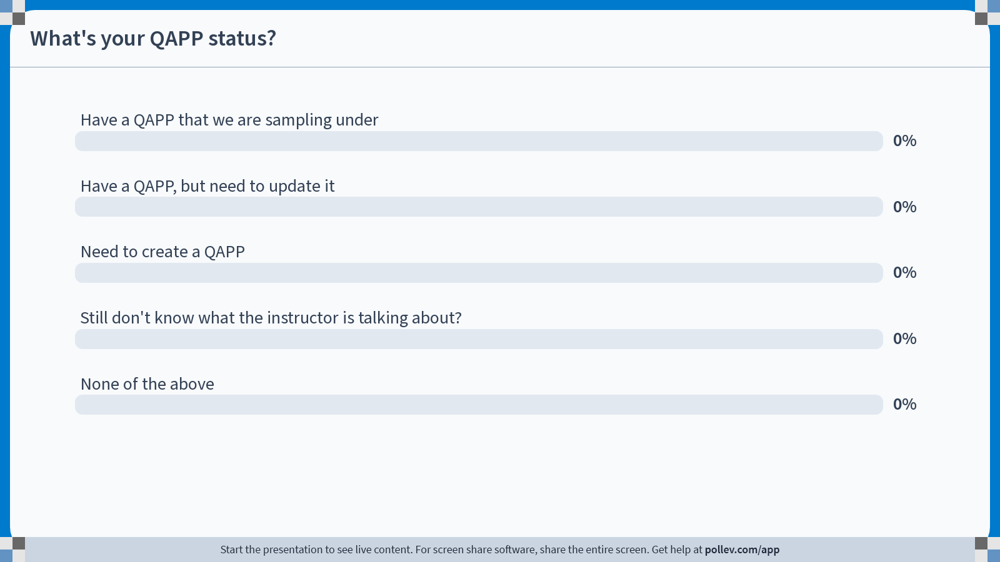 What's your QAPP status?
Have a QAPP that we are sampling under
0%
Have a QAPP, but need to update it
0%
Need to create a QAPP
0%
Still don't know what the instructor is talking about?
0%
None of the above
0%
Start the presentation to see live content. For screen share software, share the entire screen. Get help at pollev.com/app